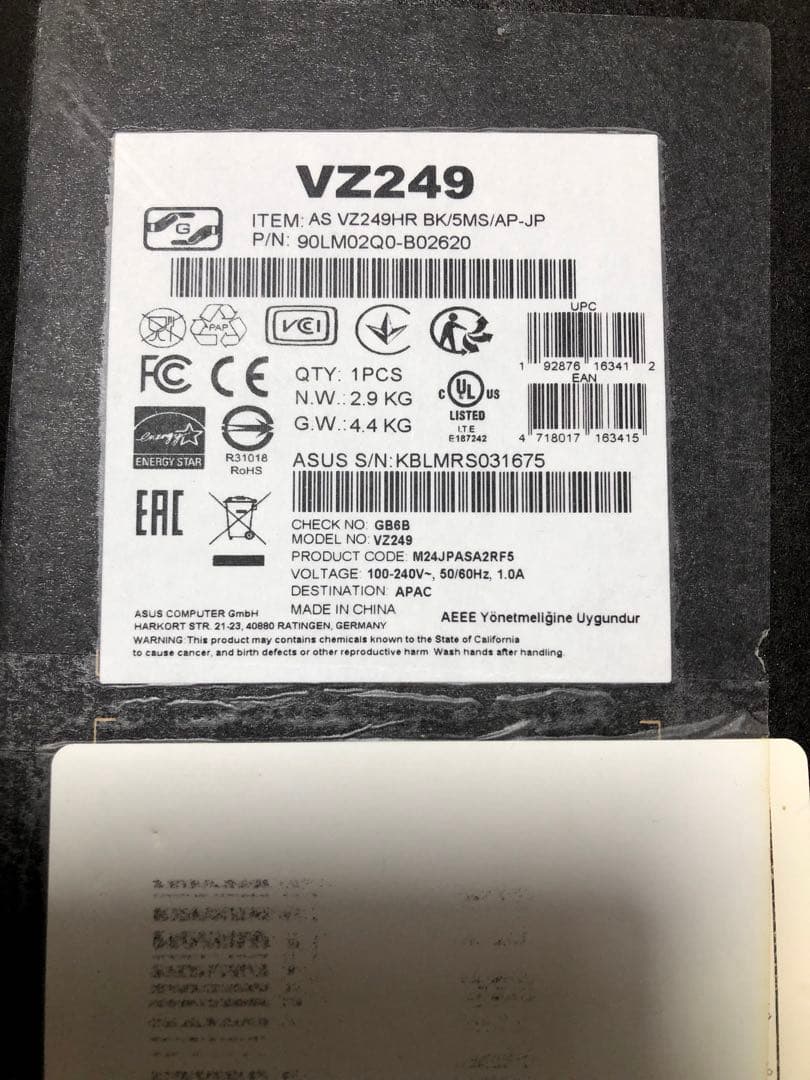 VZ249
ITEM: AS VZ249HR BK/5MS/AP-JP
P/N: 90LM02Q0-B02620
G
PAP
VCI
UPC
1 92876 16341 2
EAN
4 718017 163415
FC CE
QTY: 1PCS
N.W.: 2.9 KG
G.W.: 4.4 KG
c UL US
LISTED
I.T.E
E187242
energy
ENERGY STAR
R31018
RoHS
ASUS S/N: KBLMRS031675
EAC
CHECK NO: GB6B
MODEL NO: VZ249
PRODUCT CODE: M24JPASA2RF5
VOLTAGE: 100-240V~, 50/60Hz, 1.0A
DESTINATION: APAC
MADE IN CHINA
AEEE Yönetmeliğine Uygundur
ASUS COMPUTER GmbH
HARKORT STR. 21-23, 40880 RATINGEN, GERMANY
WARNING: This product may contains chemicals known to the State of California
to cause cancer, and birth defects or other reproductive harm. Wash hands after handling.